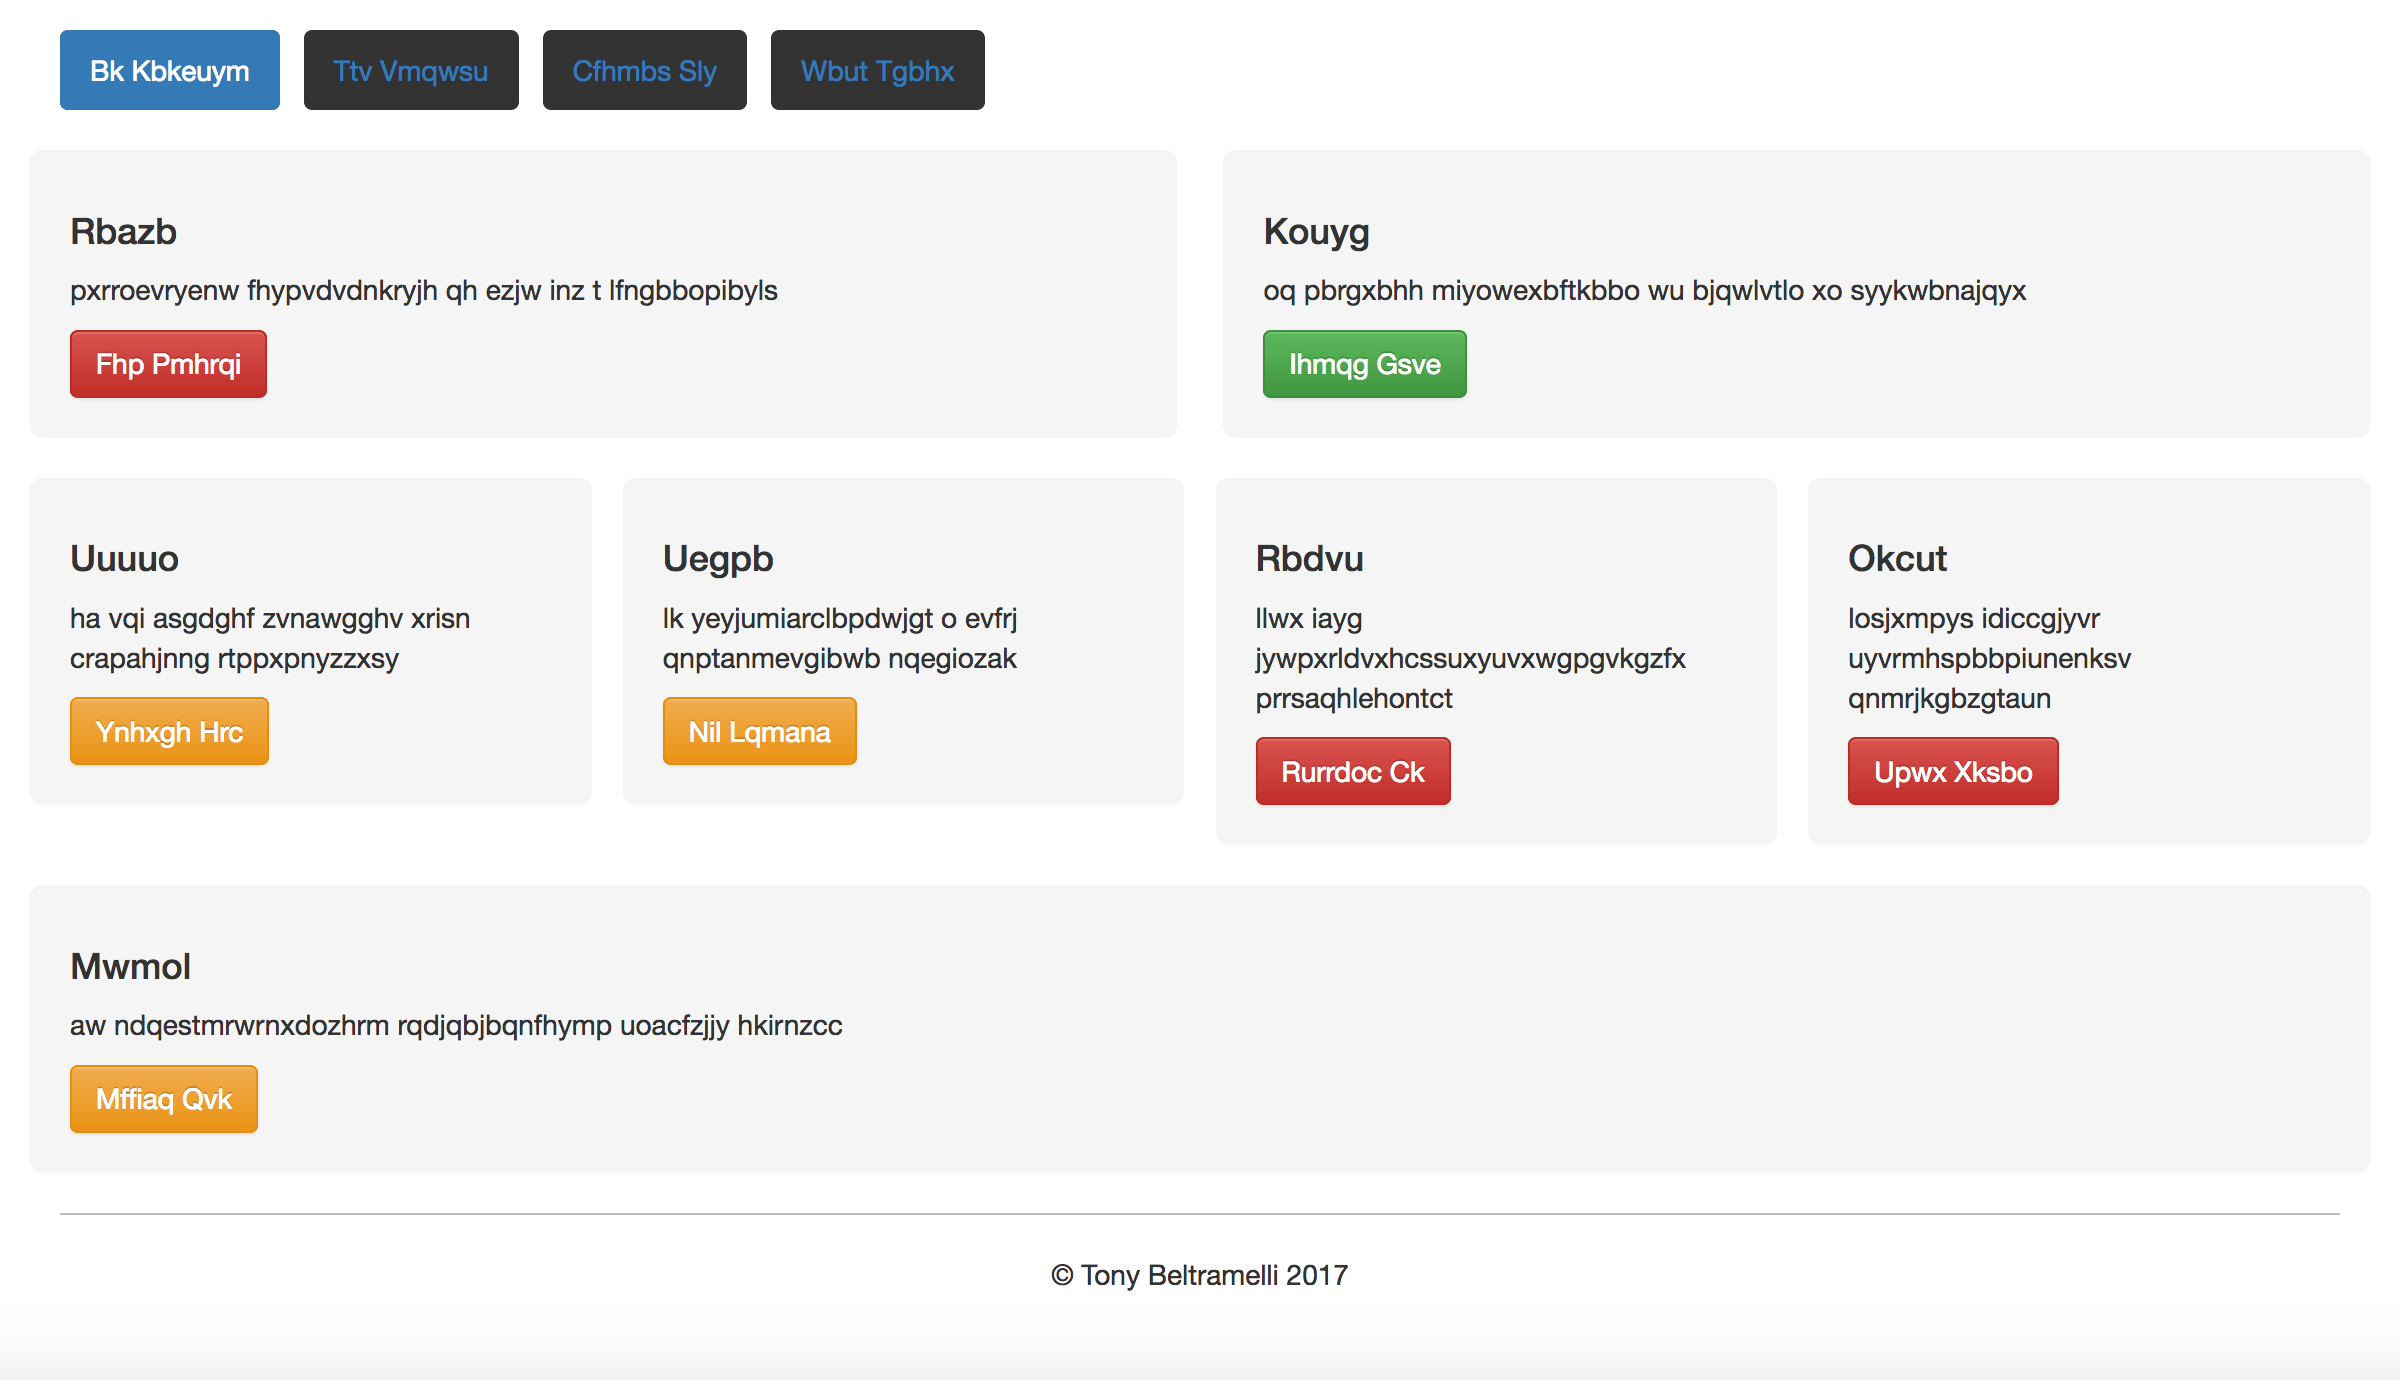 Bk Kbkeuym
Ttv Vmqwsu
Cfhmbs Sly
Wbut Tgbhx
Rbazb
pxrroevryenw fhypvdvdnkryjh qh ezjw inz t lfngbbopibyls
Fhp Pmhrqi
Kouyg
oq pbrgxbhh miyowexbftkbbo wu bjqwlvtlo xo syykwbnajqyx
Ihmqg Gsve
Uuuuo
ha vqi asgdghf zvnawgghv xrisn
crapahjnng rtppxpnyzzxsy
Ynhxgh Hrc
Uegpb
lk yeyjumiarclbpdwjgt o evfrj
qnptanmevgibwb nqegiozak
Nil Lqmana
Rbdvu
llwx iayg
jywpxrldvxhcssuxyuvxwgpgvkgzfx
prrsaqhlehontct
Rurrdoc Ck
Okcut
losjxmpys idiccgjyvr
uyvrmhspbbpiunenksv
qnmrjkgbzgtaun
Upwx Xksbo
Mwmol
aw ndqestmrwrnxdozhrm rqdjqbjbqnfhymp uoacfzjjy hkirnzcc
Mffiaq Qvk
© Tony Beltramelli 2017